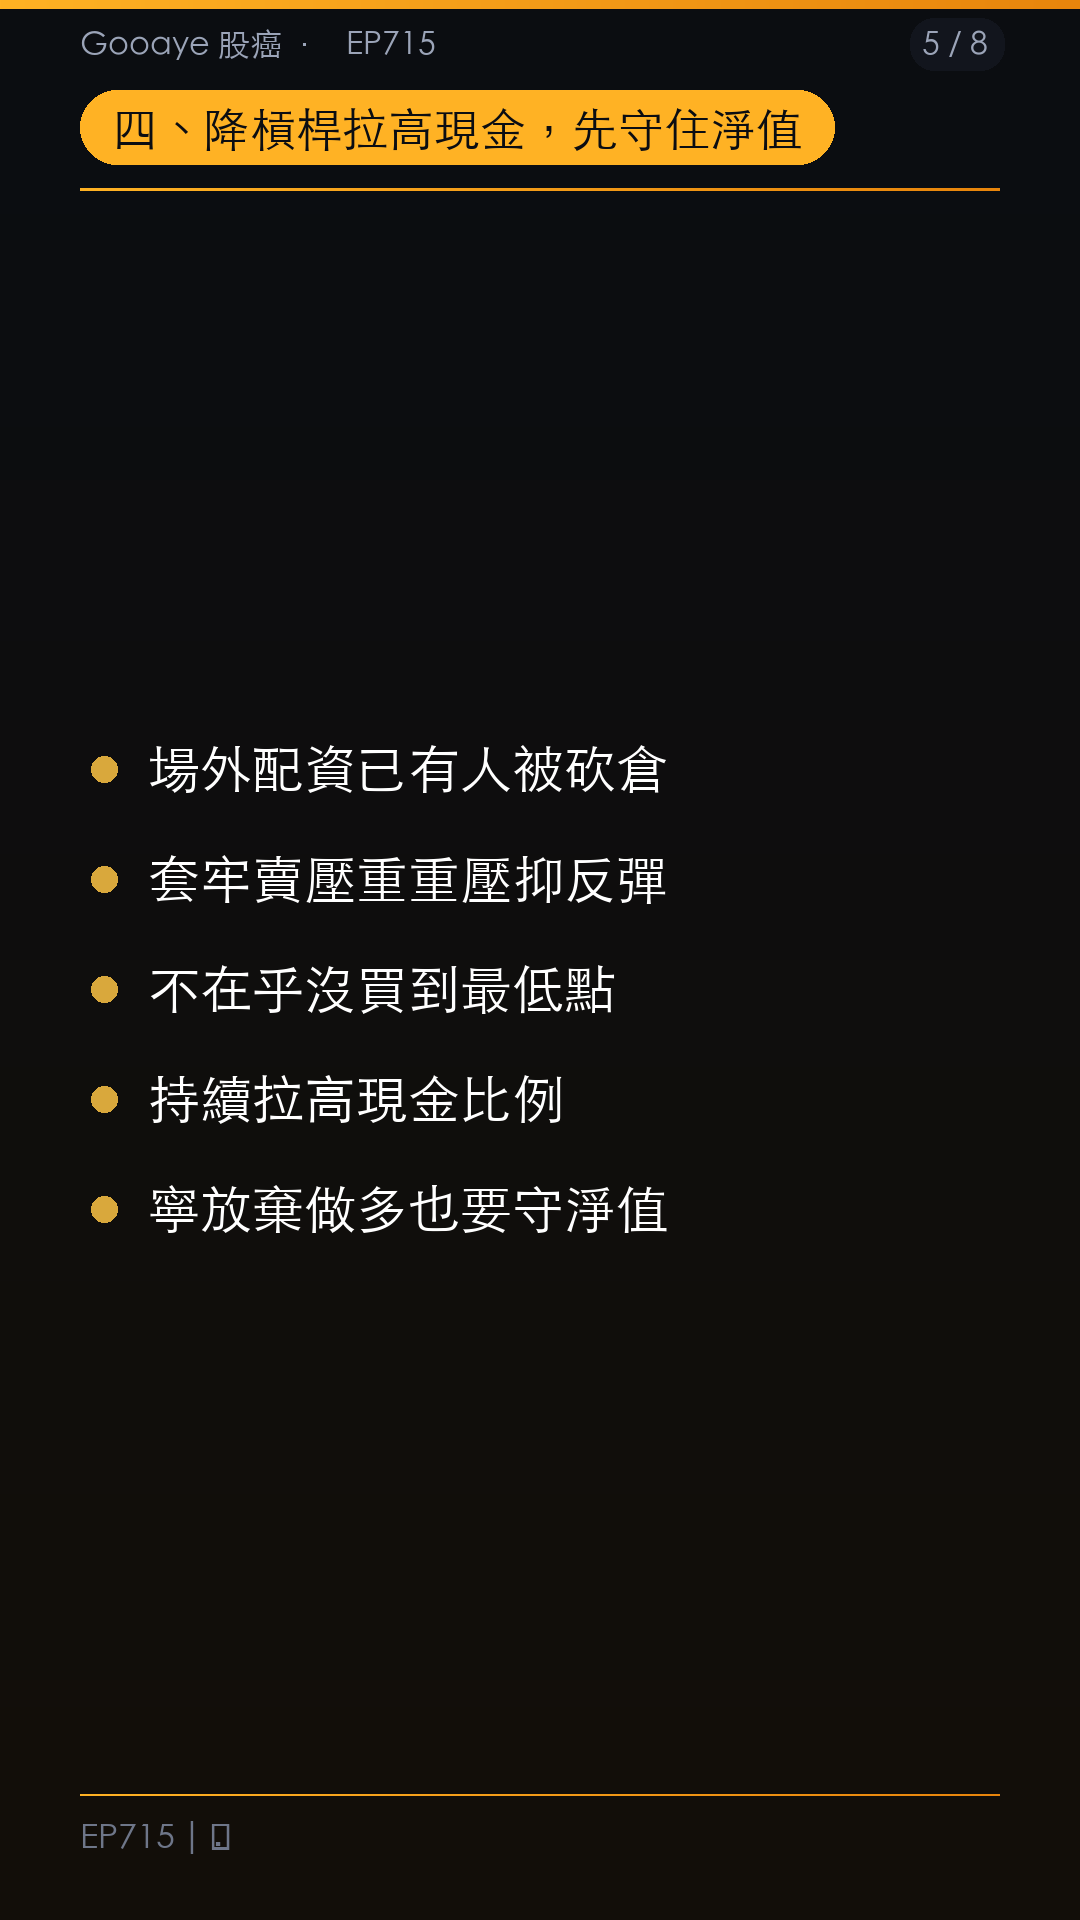 Gooaye 股癌 · EP715
5 / 8
四、降槓桿拉高現金，先守住淨值
場外配資已有人被砍倉
套牢賣壓重重壓抑反彈
不在乎沒買到最低點
持續拉高現金比例
寧放棄做多也要守淨值
EP715 |